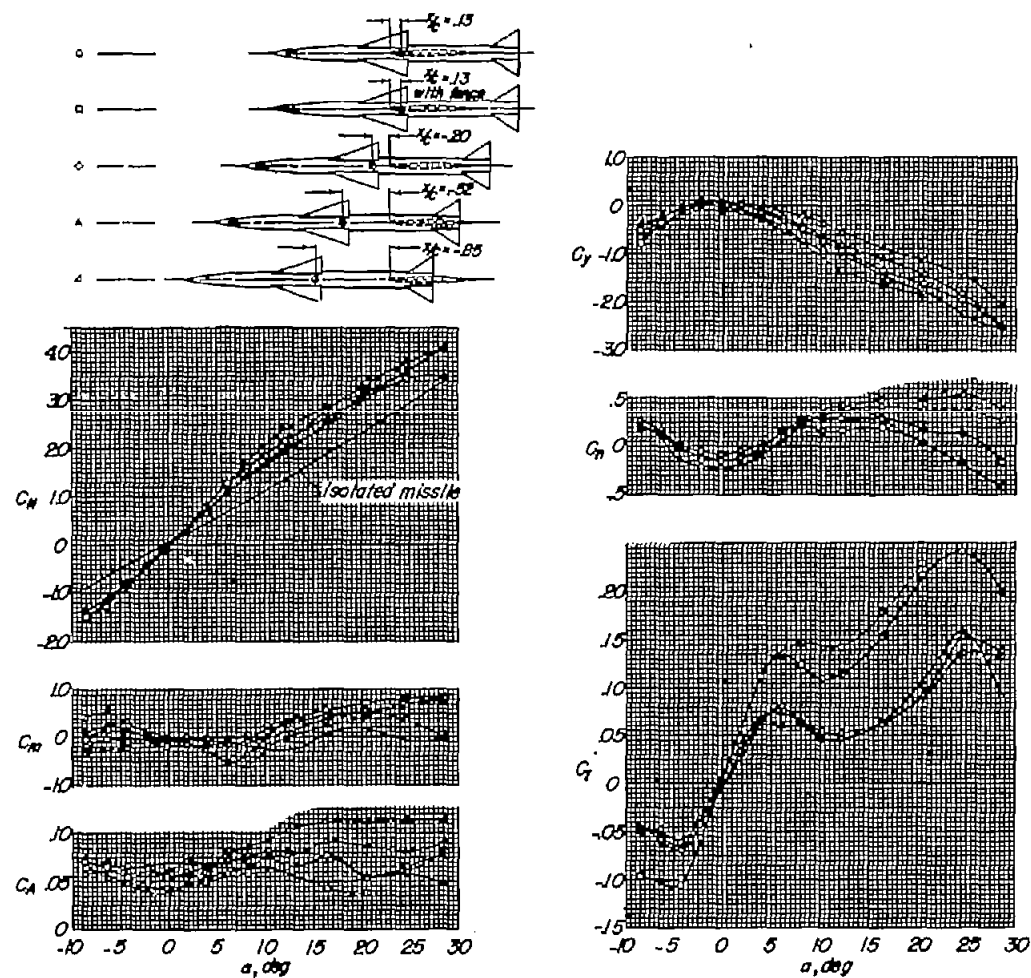 x/c = .13
x/c = .13
with fence
x/c = -.20
x/c = -.52
x/c = -.85
4.0
3.0
2.0
1.0
0
-1.0
-2.0
C_N
Isolated missile
1.0
0
-1.0
C_m
.10
.05
0
C_A
-10 -5 0 5 10 15 20 25 30
α, deg
1.0
0
-1.0
-2.0
-3.0
C_Y
.5
0
-.5
C_n
.20
.15
.10
.05
0
-.05
-.10
-.15
C_l
-10 -5 0 5 10 15 20 25 30
α, deg